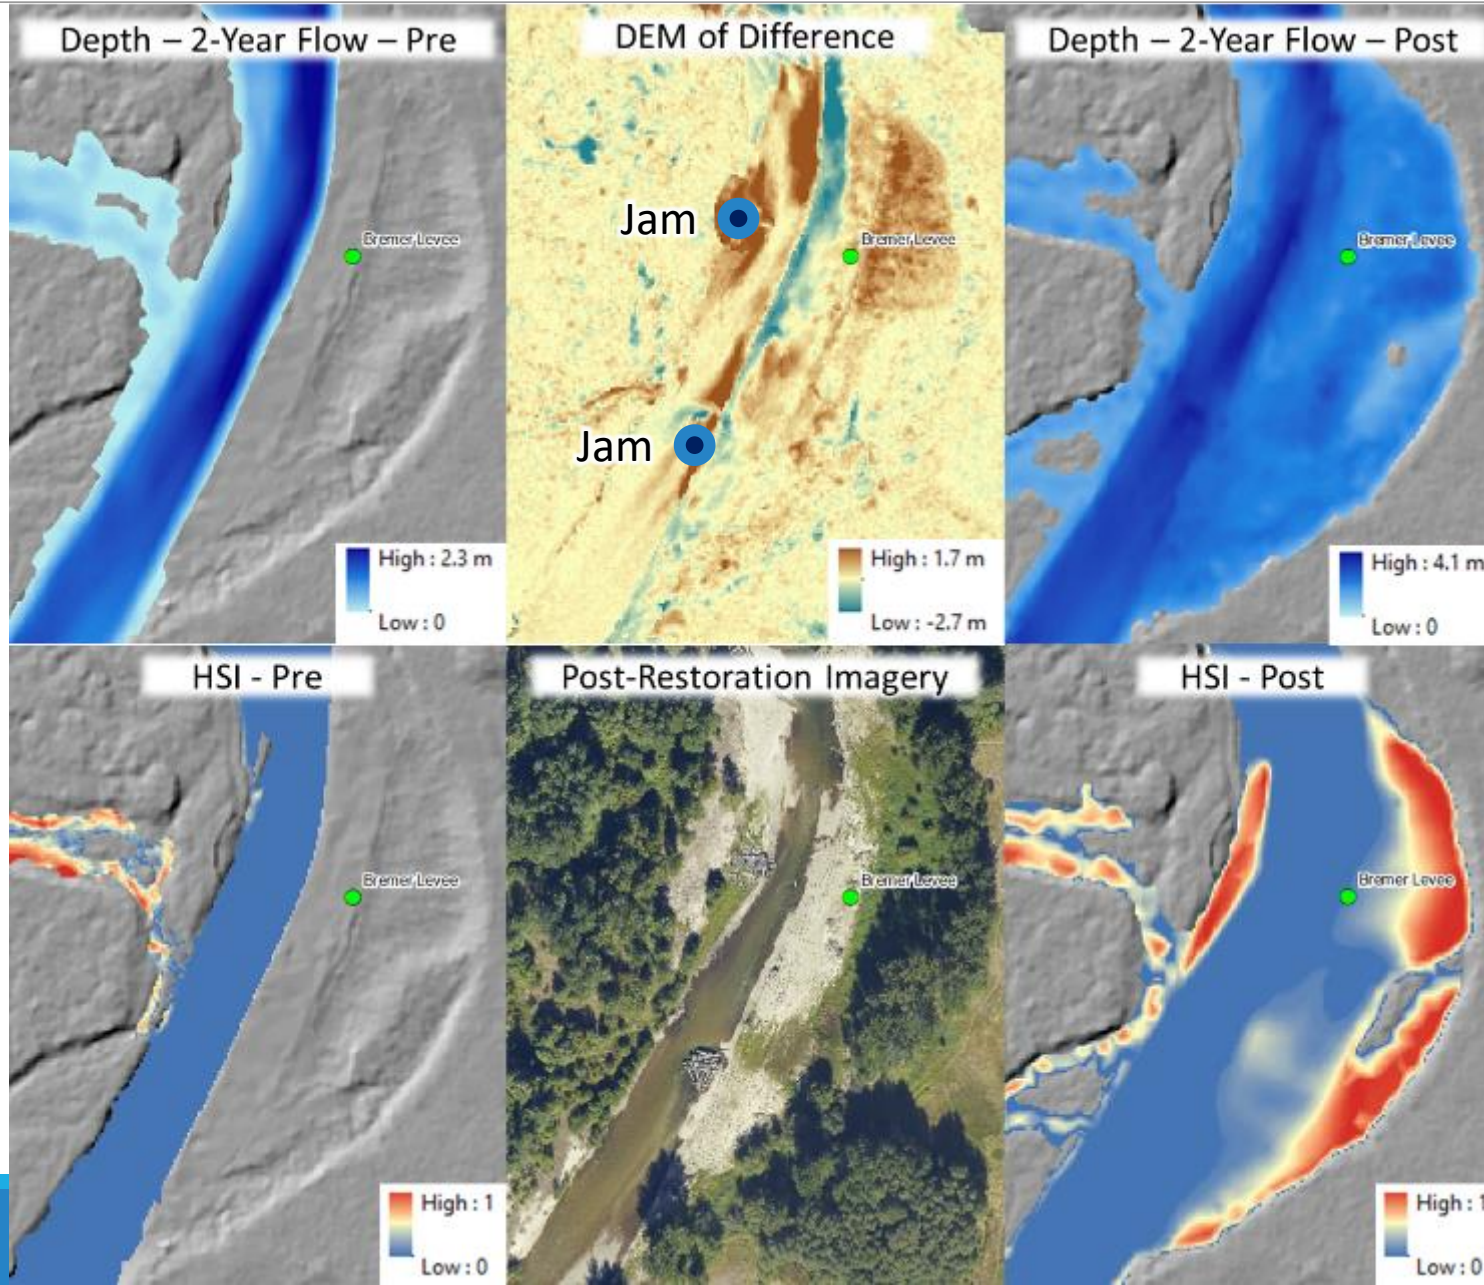 Depth – 2-Year Flow – Pre
Bremer Levee
High : 2.3 m
Low : 0
DEM of Difference
Jam
Bremer Levee
Jam
High : 1.7 m
Low : -2.7 m
Depth – 2-Year Flow – Post
Bremer Levee
High : 4.1 m
Low : 0
HSI - Pre
Bremer Levee
High : 1
Low : 0
Post-Restoration Imagery
Bremer Levee
HSI - Post
Bremer Levee
High : 1
Low : 0